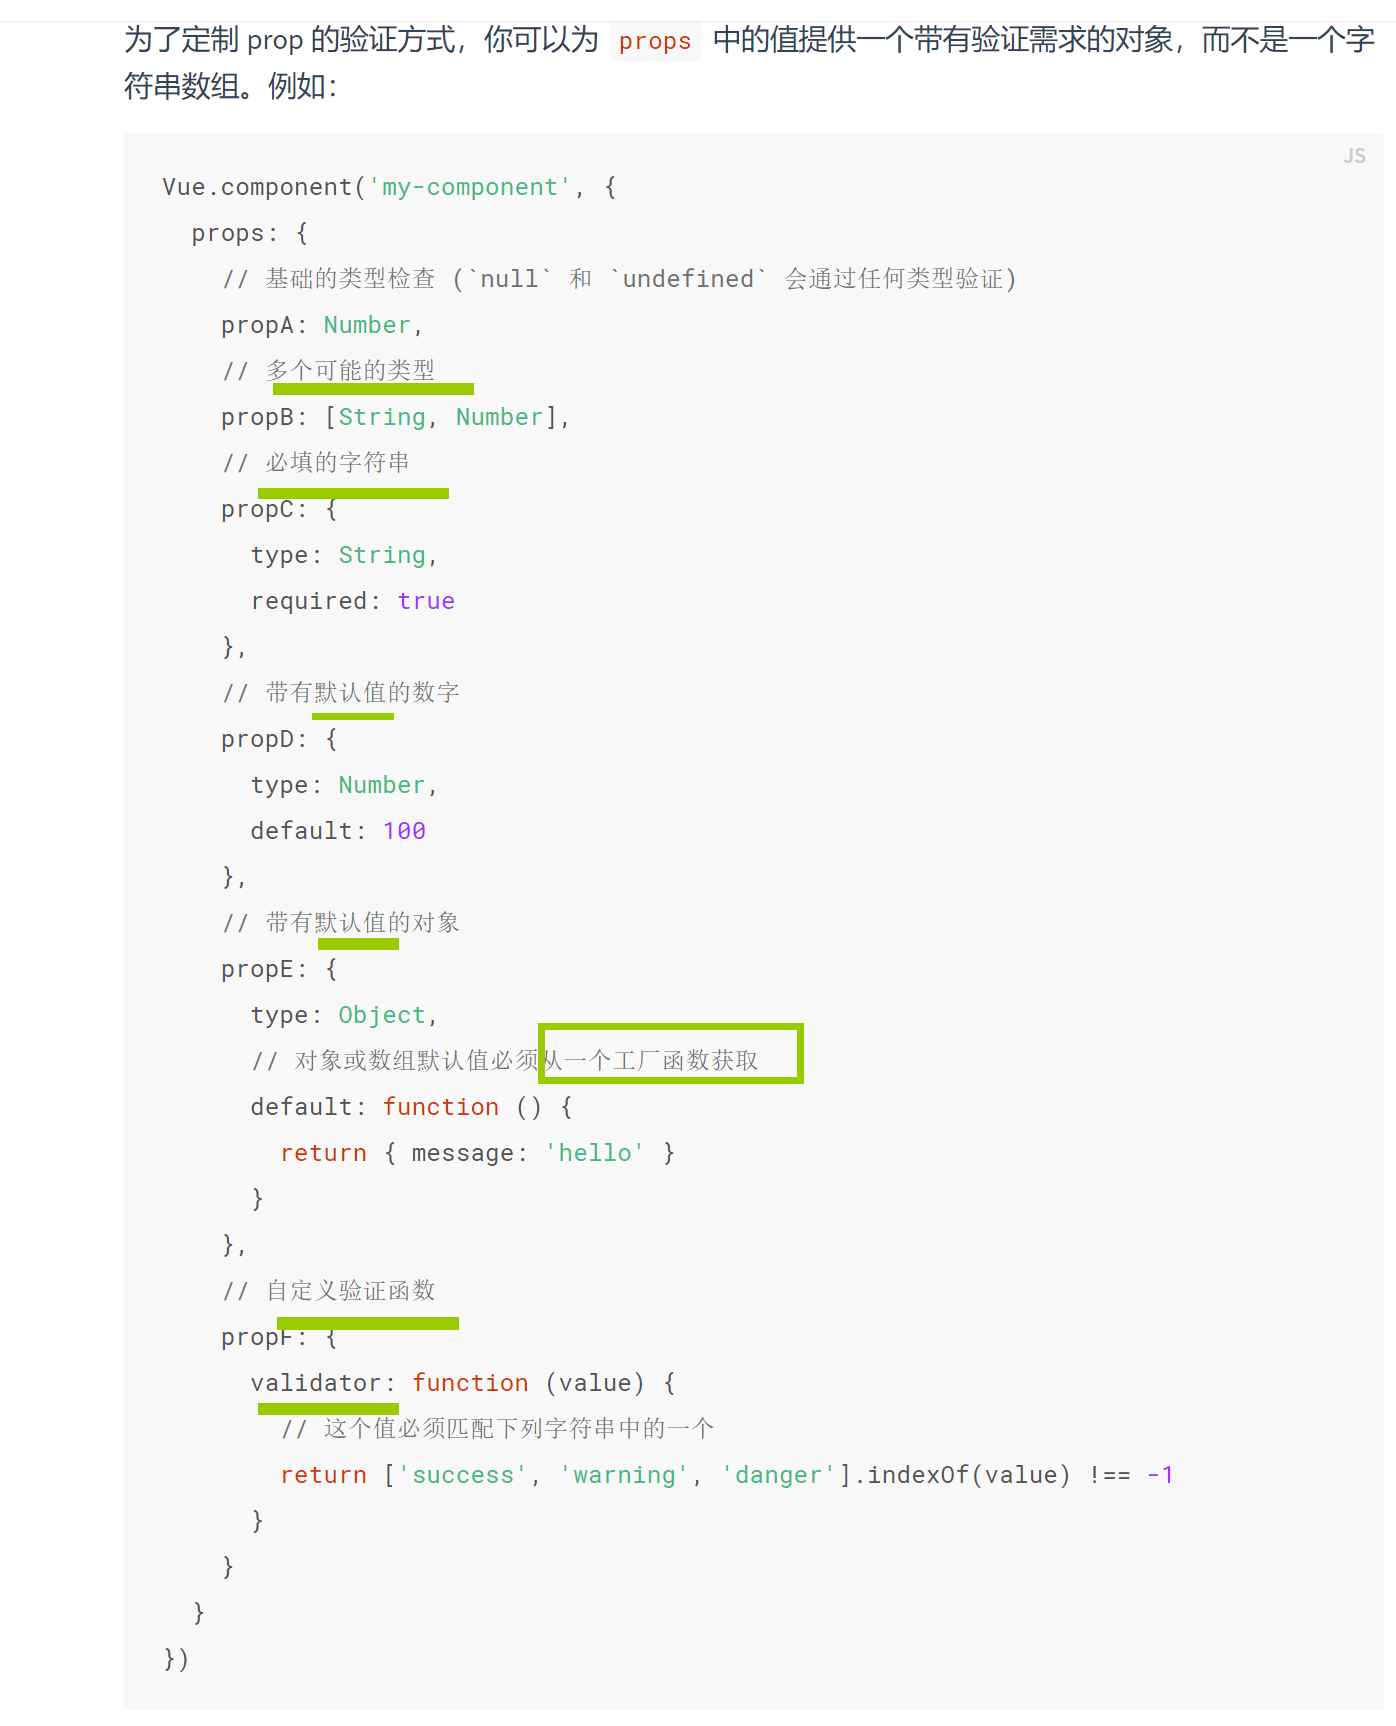 为了定制 prop 的验证方式，你可以为 props 中的值提供一个带有验证需求的对象，而不是一个字
符串数组。例如：
JS
Vue.component('my-component', {
  props: {
    // 基础的类型检查 (`null` 和 `undefined` 会通过任何类型验证)
    propA: Number,
    // 多个可能的类型
    propB: [String, Number],
    // 必填的字符串
    propC: {
      type: String,
      required: true
    },
    // 带有默认值的数字
    propD: {
      type: Number,
      default: 100
    },
    // 带有默认值的对象
    propE: {
      type: Object,
      // 对象或数组默认值必须从一个工厂函数获取
      default: function () {
        return { message: 'hello' }
      }
    },
    // 自定义验证函数
    propF: {
      validator: function (value) {
        // 这个值必须匹配下列字符串中的一个
        return ['success', 'warning', 'danger'].indexOf(value) !== -1
      }
    }
  }
})